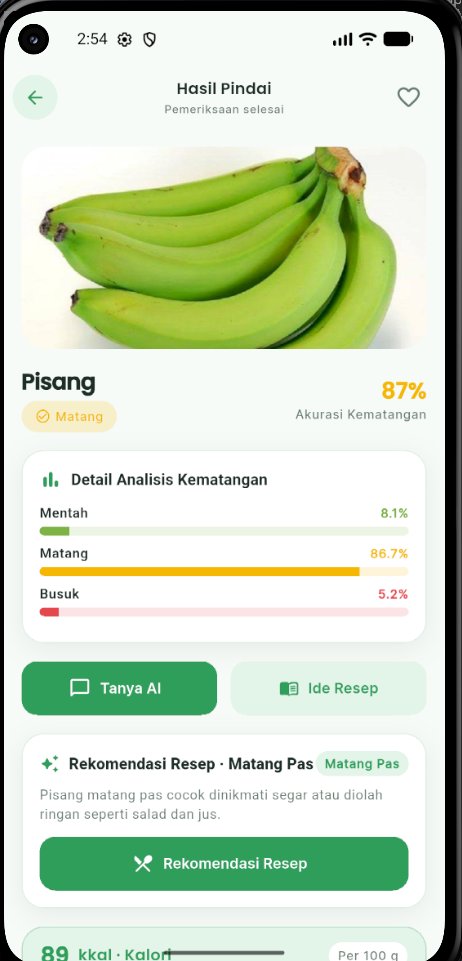 2:54
Hasil Pindai
Pemeriksaan selesai
Pisang
Matang
87%
Akurasi Kematangan
Detail Analisis Kematangan
Mentah 8.1%
Matang 86.7%
Busuk 5.2%
Tanya AI
Ide Resep
Rekomendasi Resep · Matang Pas Matang Pas
Pisang matang pas cocok dinikmati segar atau diolah
ringan seperti salad dan jus.
Rekomendasi Resep
89 kkal · Kalori Per 100 g